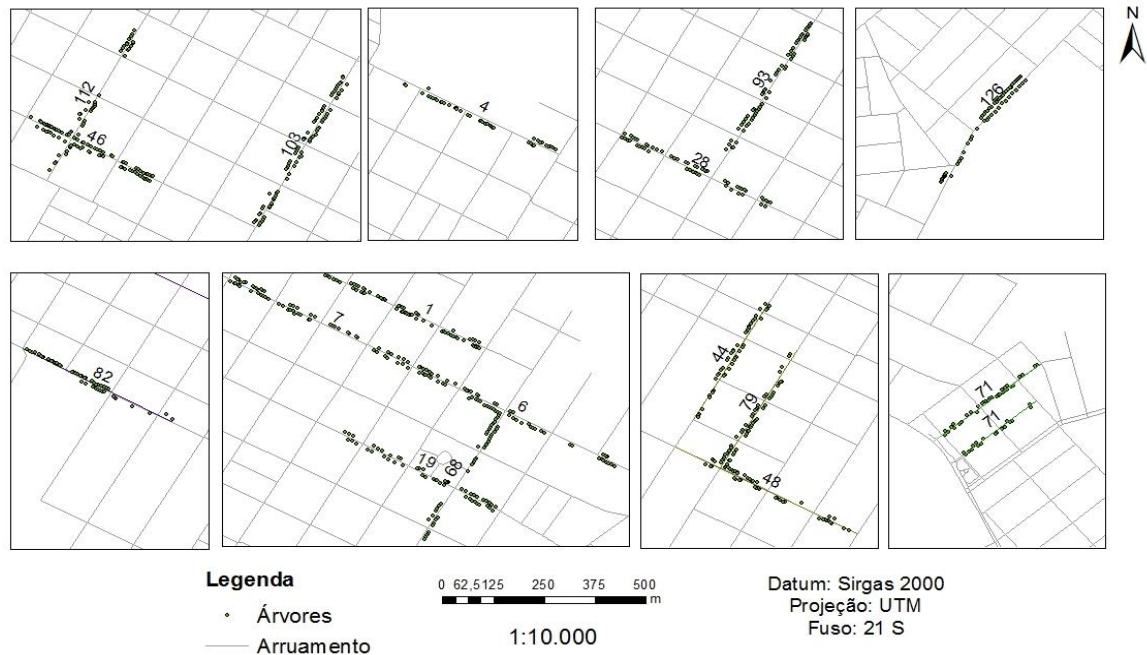 N
112
46
103
4
93
28
126
82
1
7
6
19
68
44
79
48
71
71
Legenda
Árvores
Arruamento
0 62,5 125 250 375 500
m
1:10.000
Datum: Sirgas 2000
Projeção: UTM
Fuso: 21 S